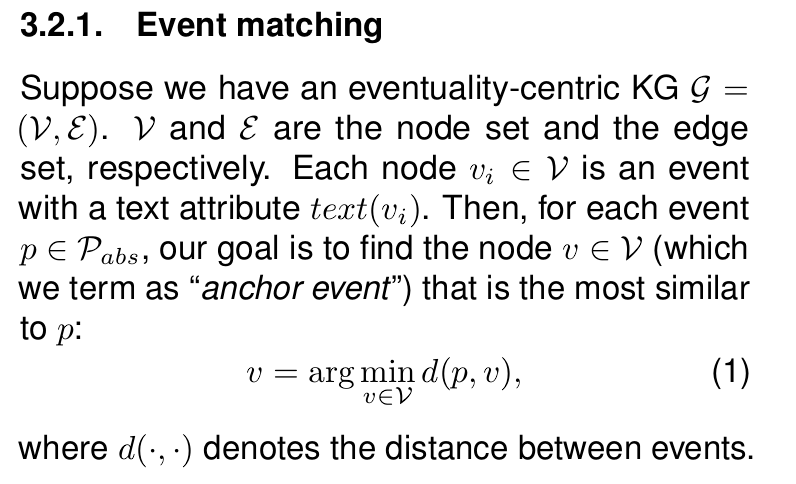 3.2.1. Event matching
Suppose we have an eventuality-centric KG 𝒢 =
(𝒱, ℰ). 𝒱 and ℰ are the node set and the edge
set, respectively. Each node vᵢ ∈ 𝒱 is an event
with a text attribute text(vᵢ). Then, for each event
p ∈ 𝒫_abs, our goal is to find the node v ∈ 𝒱 (which
we term as “anchor event”) that is the most similar
to p:
v = arg min_{v∈𝒱} d(p, v), (1)
where d(·, ·) denotes the distance between events.